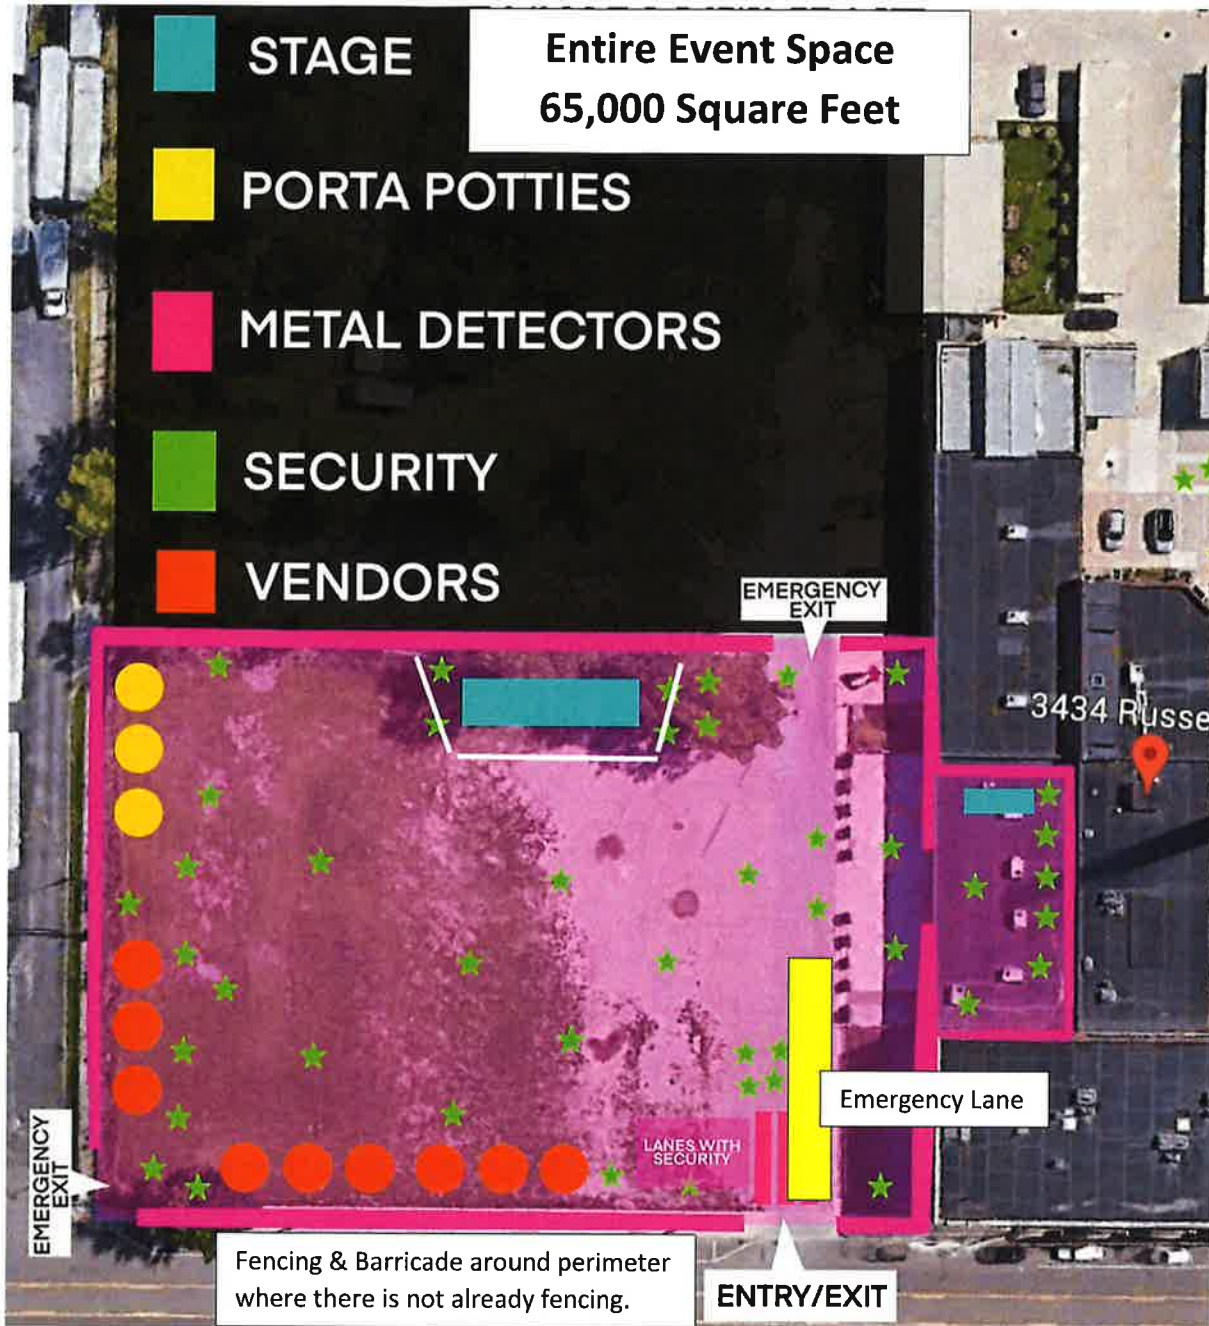 Entire Event Space
65,000 Square Feet
STAGE
PORTA POTTIES
METAL DETECTORS
SECURITY
VENDORS
EMERGENCY
EXIT
3434 Russe
Emergency Lane
LANES WITH
SECURITY
EMERGENCY
EXIT
Fencing & Barricade around perimeter
where there is not already fencing.
ENTRY/EXIT